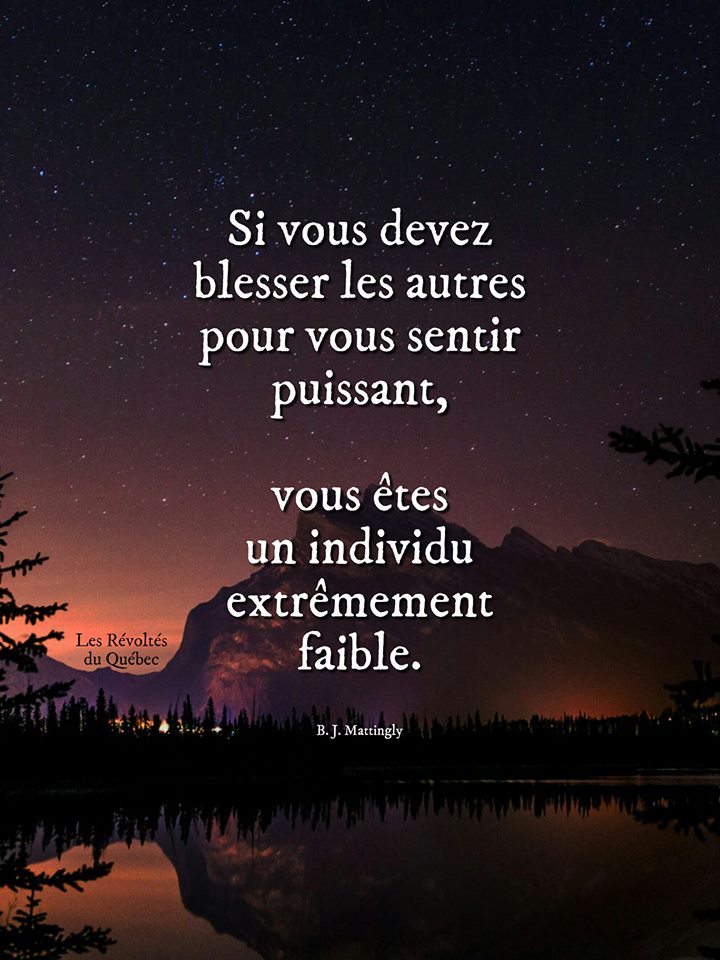 Si vous devez
blesser les autres
pour vous sentir
puissant,
vous êtes
un individu
extrêmement
faible.
Les Révoltés
du Québec
B. J. Mattingly